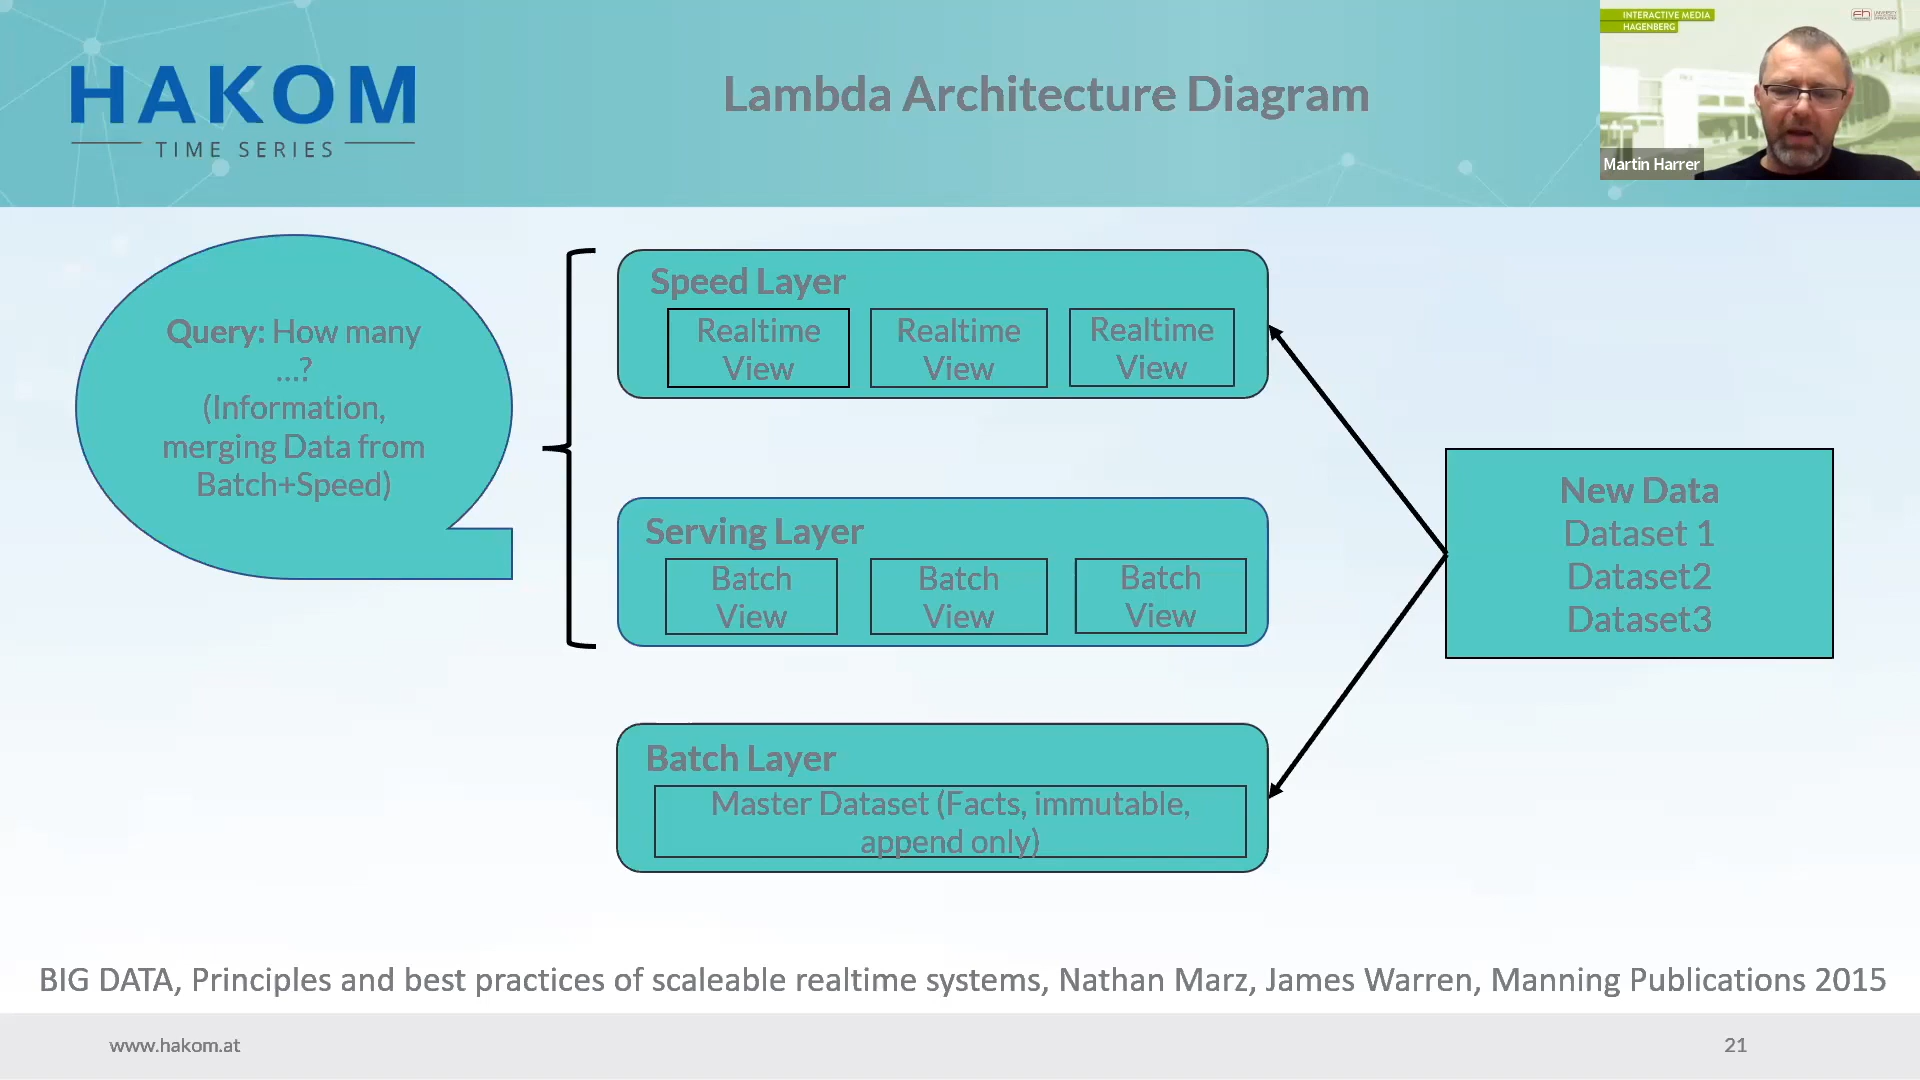 HAKOM
TIME SERIES
Lambda Architecture Diagram
INTERACTIVE MEDIA
HAGENBERG
Martin Harrer
Query: How many
...?
(Information,
merging Data from
Batch+Speed)
Speed Layer
Realtime
View
Realtime
View
Realtime
View
Serving Layer
Batch
View
Batch
View
Batch
View
Batch Layer
Master Dataset (Facts, immutable,
append only)
New Data
Dataset 1
Dataset2
Dataset3
BIG DATA, Principles and best practices of scaleable realtime systems, Nathan Marz, James Warren, Manning Publications 2015
www.hakom.at
21